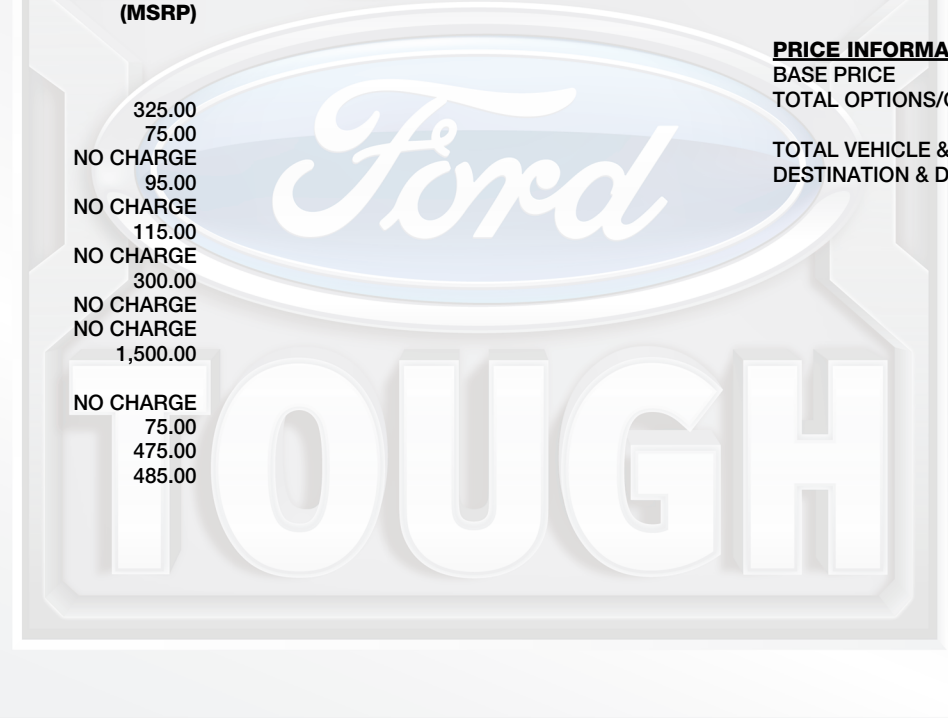 (MSRP)
325.00
75.00
NO CHARGE
95.00
NO CHARGE
115.00
NO CHARGE
300.00
NO CHARGE
NO CHARGE
1,500.00
NO CHARGE
75.00
475.00
485.00
PRICE INFORMA
BASE PRICE
TOTAL OPTIONS/
TOTAL VEHICLE &
DESTINATION & D
Ford
TOUGH